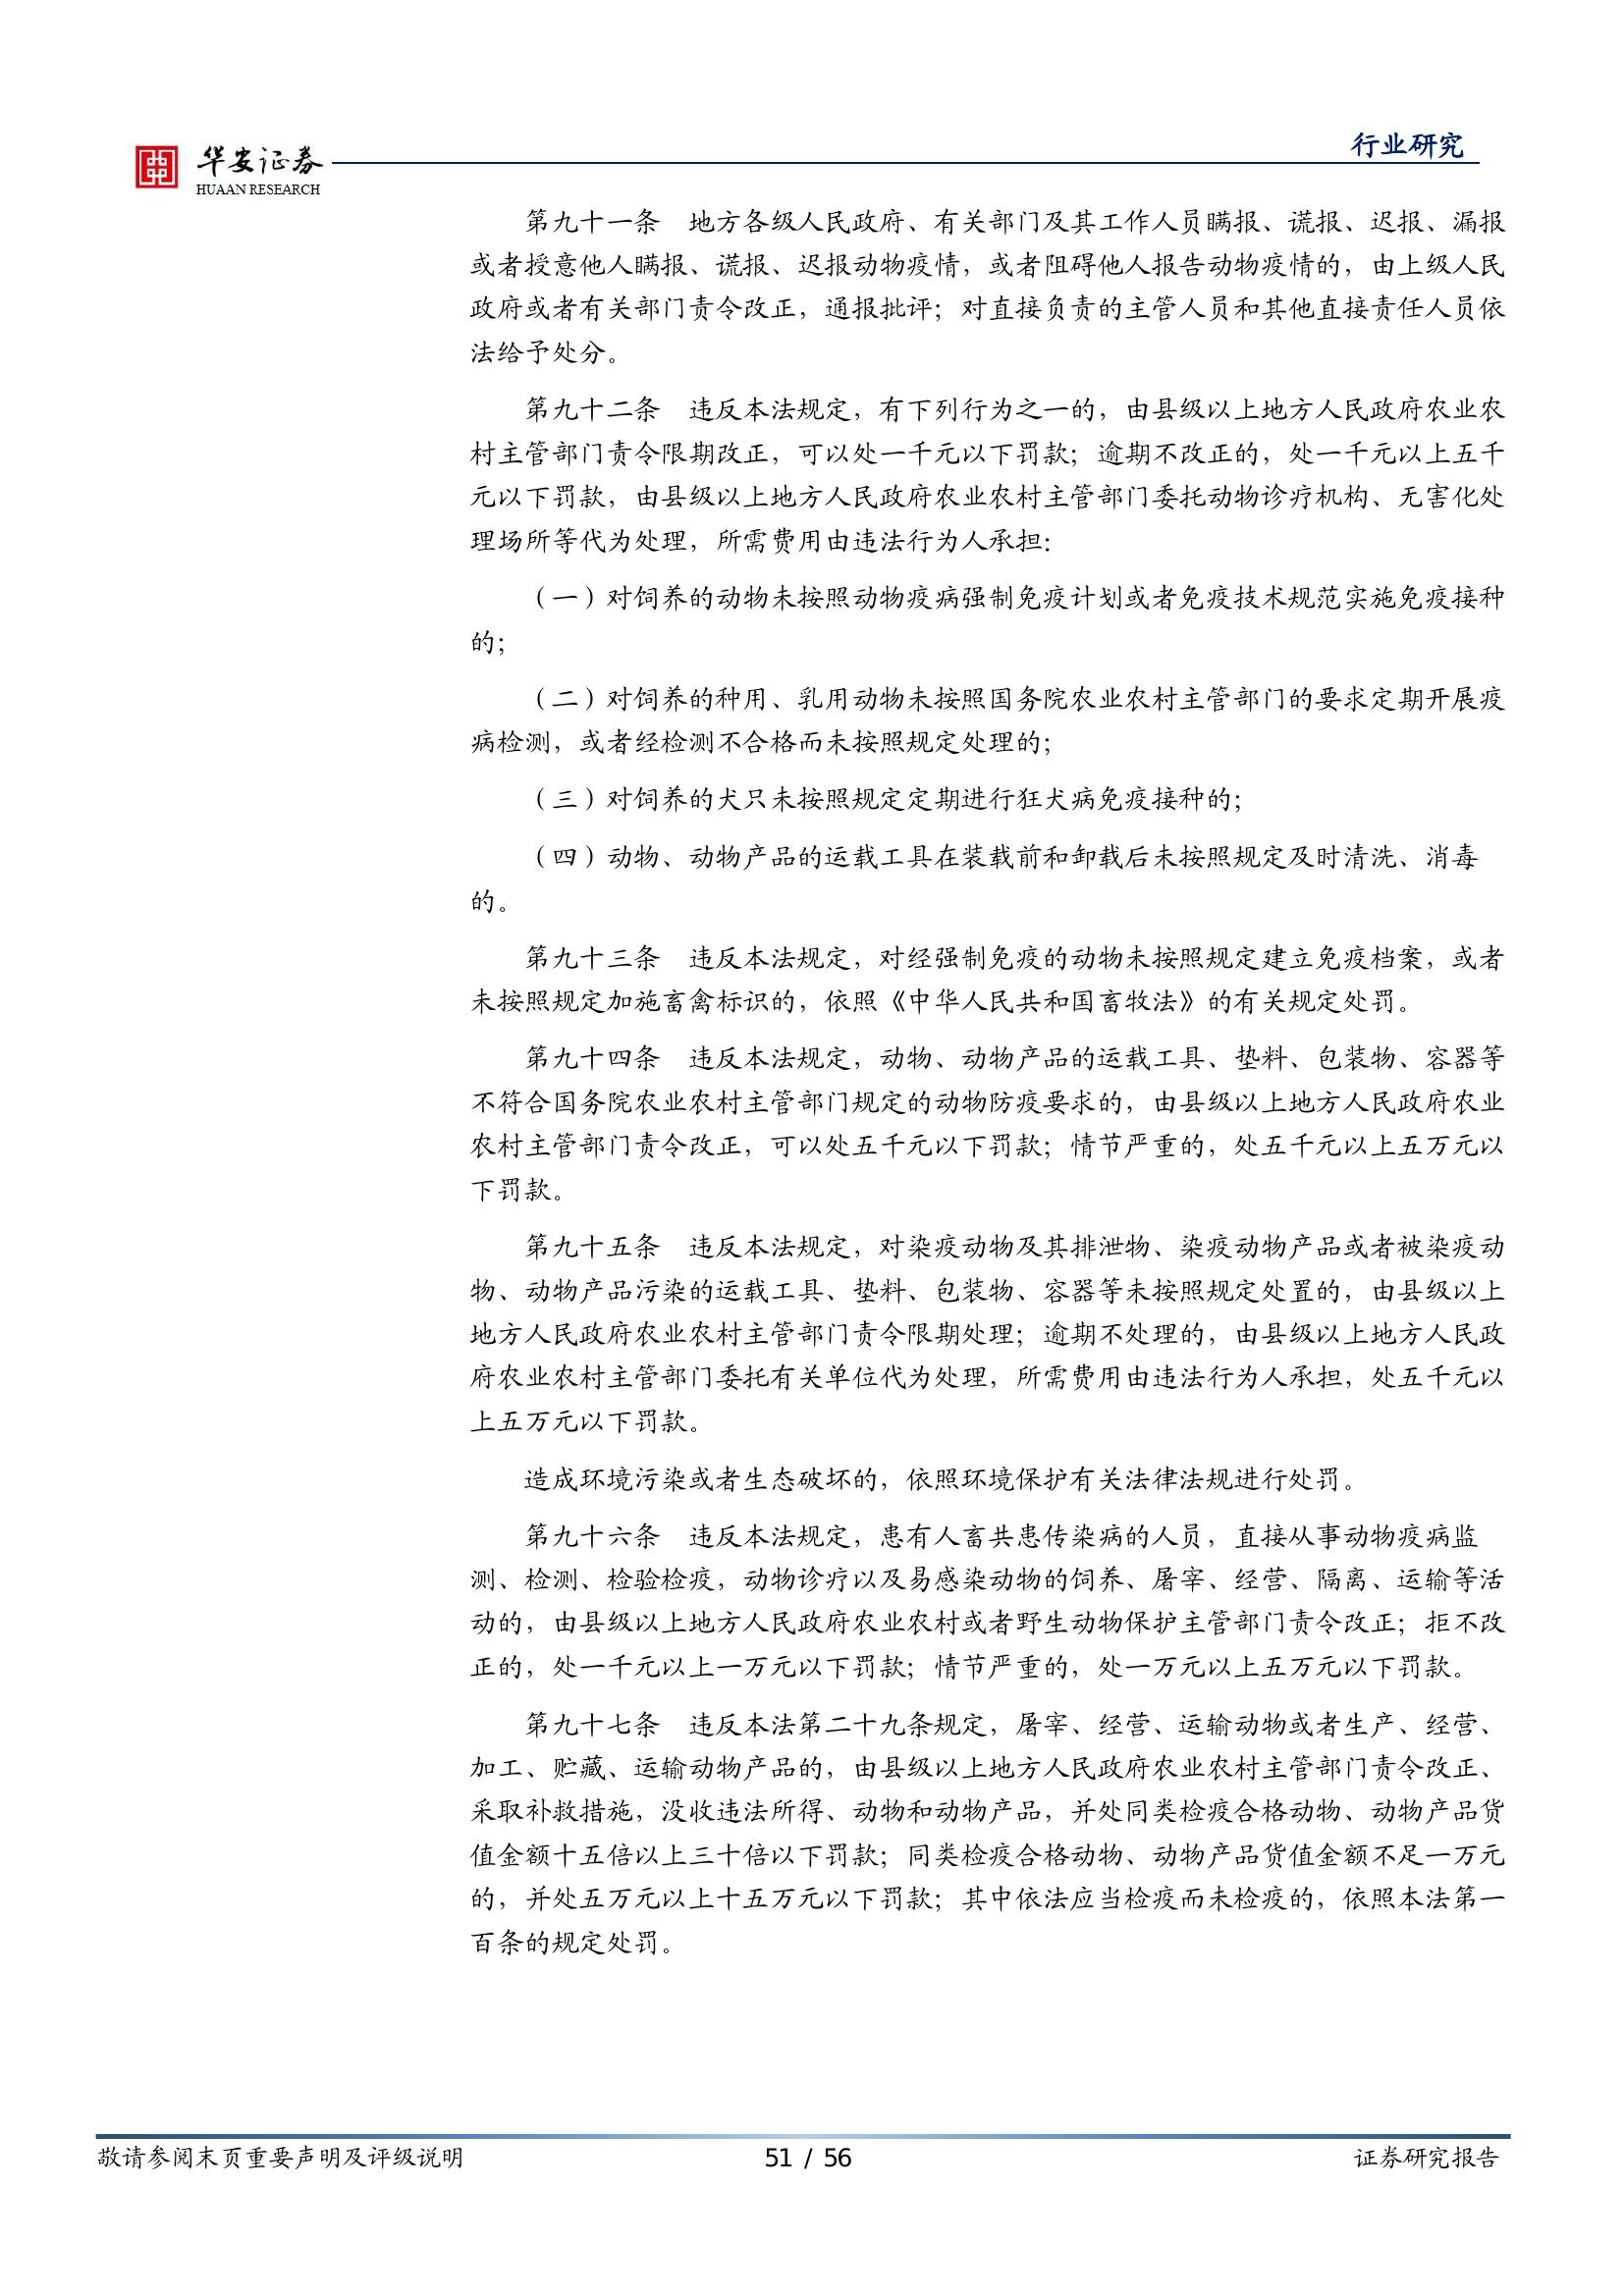 华安证券
HUAAN RESEARCH
行业研究
第九十一条　地方各级人民政府、有关部门及其工作人员瞒报、谎报、迟报、漏报
或者授意他人瞒报、谎报、迟报动物疫情，或者阻碍他人报告动物疫情的，由上级人民
政府或者有关部门责令改正，通报批评；对直接负责的主管人员和其他直接责任人员依
法给予处分。
第九十二条　违反本法规定，有下列行为之一的，由县级以上地方人民政府农业农
村主管部门责令限期改正，可以处一千元以下罚款；逾期不改正的，处一千元以上五千
元以下罚款，由县级以上地方人民政府农业农村主管部门委托动物诊疗机构、无害化处
理场所等代为处理，所需费用由违法行为人承担：
（一）对饲养的动物未按照动物疫病强制免疫计划或者免疫技术规范实施免疫接种
的；
（二）对饲养的种用、乳用动物未按照国务院农业农村主管部门的要求定期开展疫
病检测，或者经检测不合格而未按照规定处理的；
（三）对饲养的犬只未按照规定定期进行狂犬病免疫接种的；
（四）动物、动物产品的运载工具在装载前和卸载后未按照规定及时清洗、消毒
的。
第九十三条　违反本法规定，对经强制免疫的动物未按照规定建立免疫档案，或者
未按照规定加施畜禽标识的，依照《中华人民共和国畜牧法》的有关规定处罚。
第九十四条　违反本法规定，动物、动物产品的运载工具、垫料、包装物、容器等
不符合国务院农业农村主管部门规定的动物防疫要求的，由县级以上地方人民政府农业
农村主管部门责令改正，可以处五千元以下罚款；情节严重的，处五千元以上五万元以
下罚款。
第九十五条　违反本法规定，对染疫动物及其排泄物、染疫动物产品或者被染疫动
物、动物产品污染的运载工具、垫料、包装物、容器等未按照规定处置的，由县级以上
地方人民政府农业农村主管部门责令限期处理；逾期不处理的，由县级以上地方人民政
府农业农村主管部门委托有关单位代为处理，所需费用由违法行为人承担，处五千元以
上五万元以下罚款。
造成环境污染或者生态破坏的，依照环境保护有关法律法规进行处罚。
第九十六条　违反本法规定，患有人畜共患传染病的人员，直接从事动物疫病监
测、检测、检验检疫，动物诊疗以及易感染动物的饲养、屠宰、经营、隔离、运输等活
动的，由县级以上地方人民政府农业农村或者野生动物保护主管部门责令改正；拒不改
正的，处一千元以上一万元以下罚款；情节严重的，处一万元以上五万元以下罚款。
第九十七条　违反本法第二十九条规定，屠宰、经营、运输动物或者生产、经营、
加工、贮藏、运输动物产品的，由县级以上地方人民政府农业农村主管部门责令改正、
采取补救措施，没收违法所得、动物和动物产品，并处同类检疫合格动物、动物产品货
值金额十五倍以上三十倍以下罚款；同类检疫合格动物、动物产品货值金额不足一万元
的，并处五万元以上十五万元以下罚款；其中依法应当检疫而未检疫的，依照本法第一
百条的规定处罚。
敬请参阅末页重要声明及评级说明
51 / 56
证券研究报告